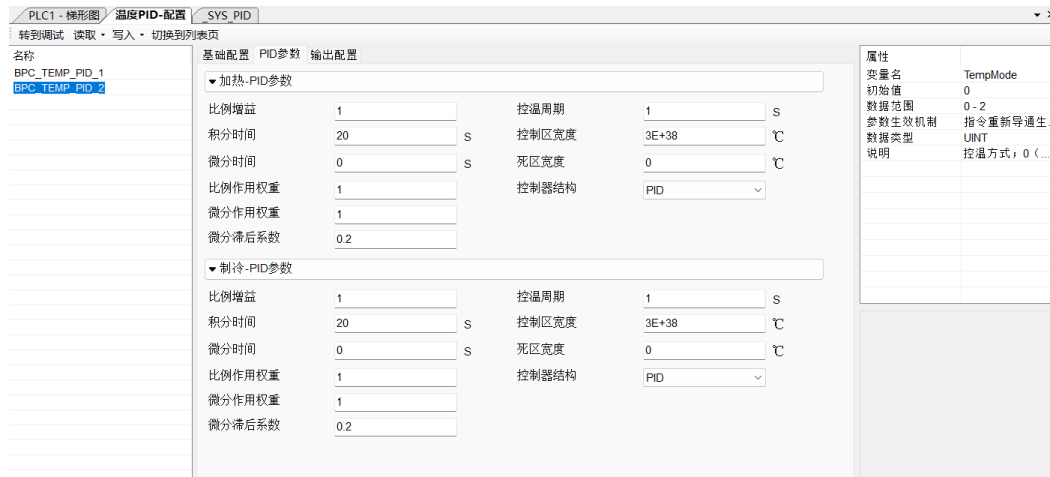 PLC1 - 梯形图 温度PID-配置 _SYS_PID
转到调试 读取 写入 切换到列表页
名称
BPC_TEMP_PID_1
BPC_TEMP_PID_2
基础配置 PID参数 输出配置
加热-PID参数
比例增益 1 控温周期 1 S
积分时间 20 S 控制区宽度 3E+38 ℃
微分时间 0 S 死区宽度 0 ℃
比例作用权重 1 控制器结构 PID
微分作用权重 1
微分滞后系数 0.2
制冷-PID参数
比例增益 1 控温周期 1 S
积分时间 20 S 控制区宽度 3E+38 ℃
微分时间 0 S 死区宽度 0 ℃
比例作用权重 1 控制器结构 PID
微分作用权重 1
微分滞后系数 0.2
属性
变量名 TempMode
初始值 0
数据范围 0 - 2
参数生效机制 指令重新导通生...
数据类型 UINT
说明 控温方式；0（...